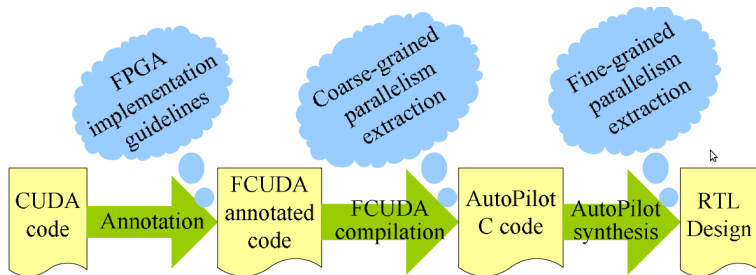 FPGA
implementation
guidelines
Coarse-grained
parallelism
extraction
Fine-grained
parallelism
extraction
CUDA
code
Annotation
FCUDA
annotated
code
FCUDA
compilation
AutoPilot
C code
AutoPilot
synthesis
RTL
Design